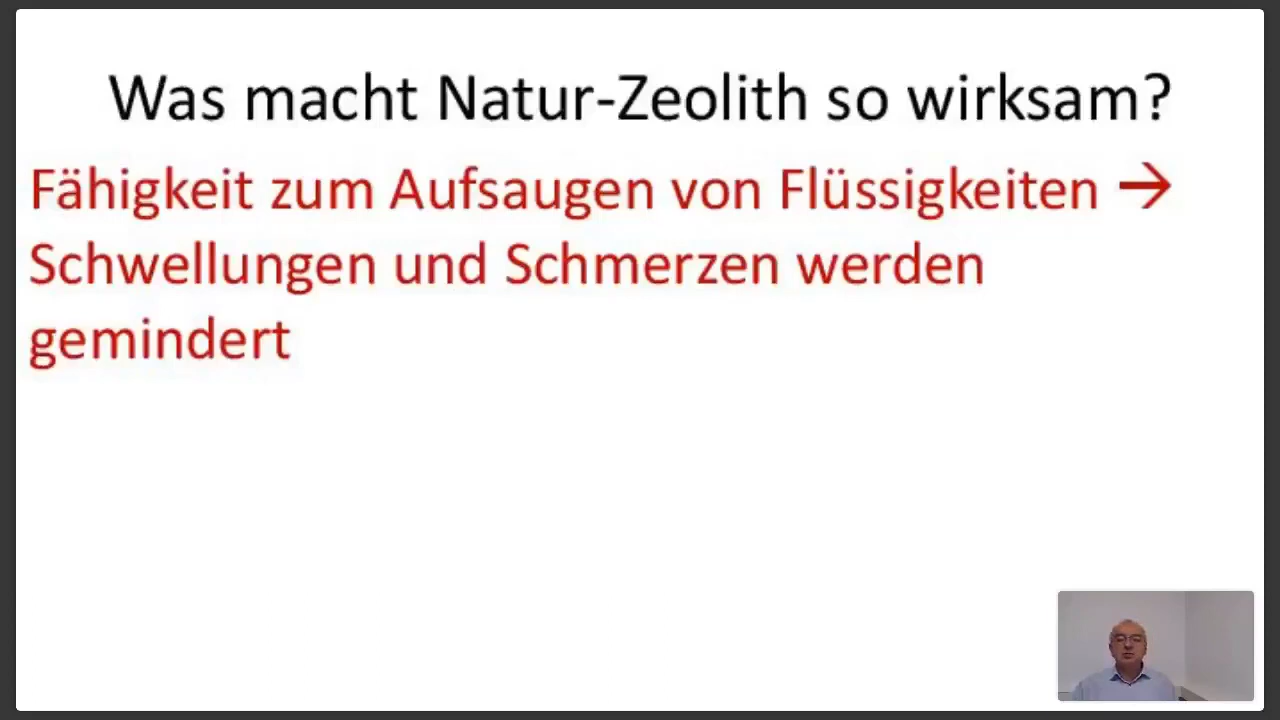 Was macht Natur-Zeolith so wirksam?
Fähigkeit zum Aufsaugen von Flüssigkeiten →
Schwellungen und Schmerzen werden
gemindert